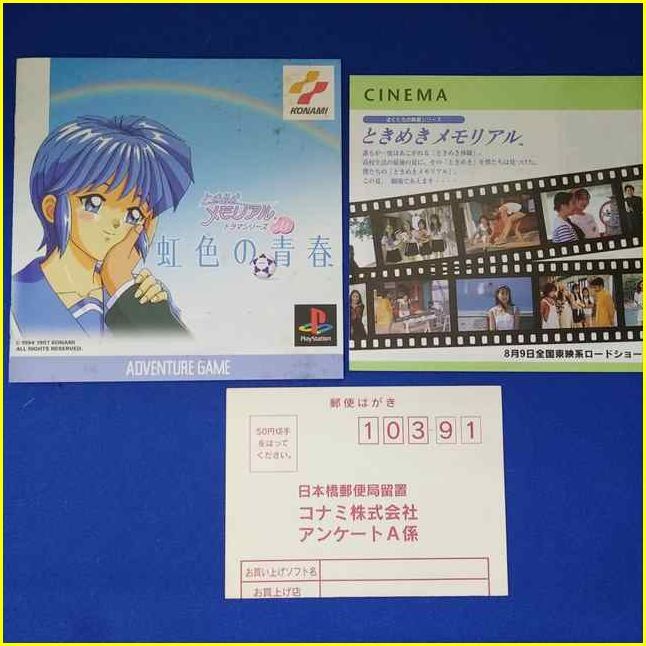 KONAMI
ときめき
メモリアル
ドラマシリーズ
虹色の青春
© 1994 1997 KONAMI
ALL RIGHTS RESERVED.
PlayStation
ADVENTURE GAME
CINEMA
ときめきメモリアル
8月9日全国東映系ロードショー
郵便はがき
50円切手
をはって
ください。
103-91
日本橋郵便局留置
コナミ株式会社
アンケートA係
お買い上げソフト名
お買い上げ店